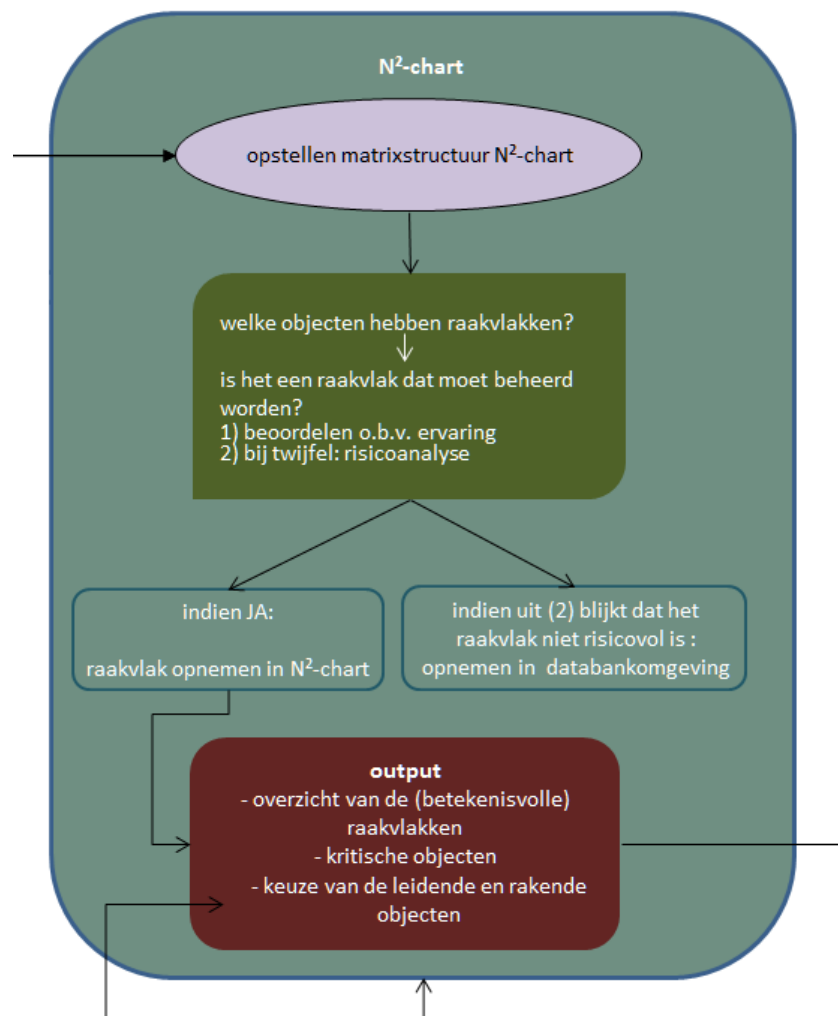 N²-chart
opstellen matrixstructuur N²-chart
welke objecten hebben raakvlakken?
is het een raakvlak dat moet beheerd
worden?
1) beoordelen o.b.v. ervaring
2) bij twijfel: risicoanalyse
indien JA:
raakvlak opnemen in N²-chart
indien uit (2) blijkt dat het
raakvlak niet risicovol is :
opnemen in databankomgeving
output
- overzicht van de (betekenisvolle)
raakvlakken
- kritische objecten
- keuze van de leidende en rakende
objecten